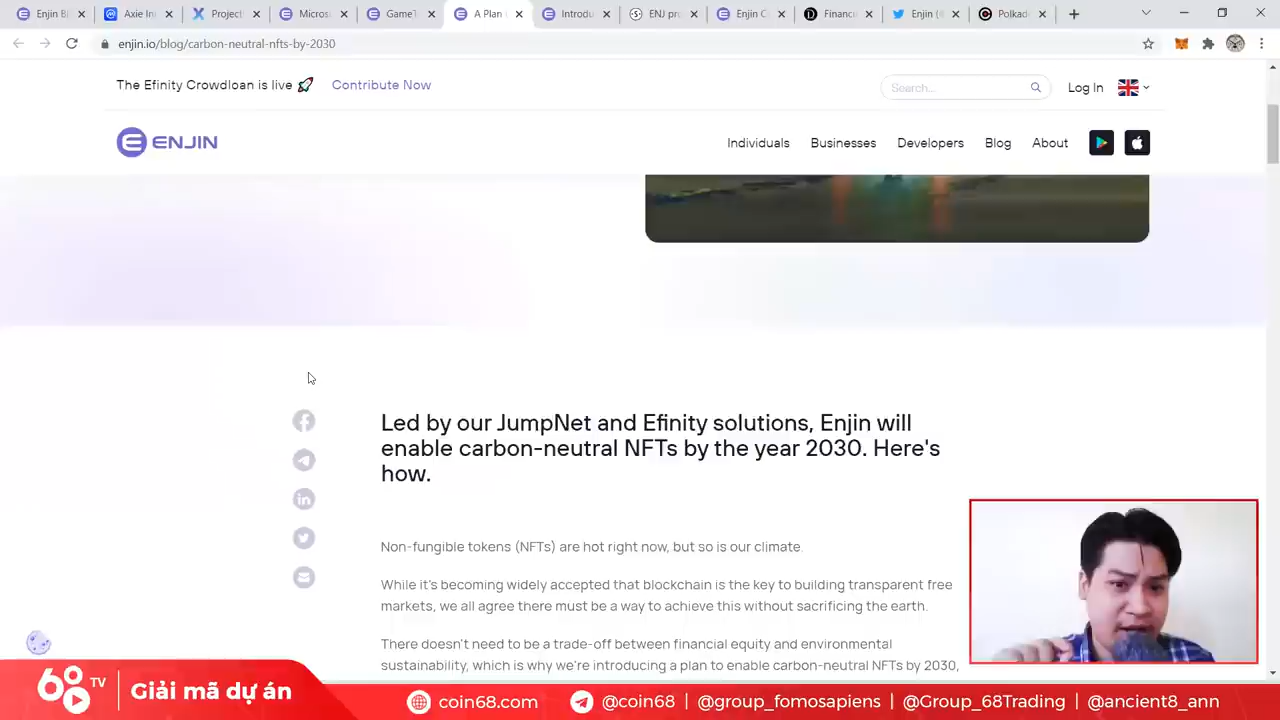 Enjin Bl
Axie In
Project
Micros
GameT
A Plan
Introdu
ENJ pr
Enjin C
Financi
Enjin (
Polkad
enjin.io/blog/carbon-neutral-nfts-by-2030
The Efinity Crowdloan is live 🚀 Contribute Now
Search...
Log In
ENJIN
Individuals
Businesses
Developers
Blog
About
Led by our JumpNet and Efinity solutions, Enjin will
enable carbon-neutral NFTs by the year 2030. Here's
how.
Non-fungible tokens (NFTs) are hot right now, but so is our climate.
While it's becoming widely accepted that blockchain is the key to building transparent free
markets, we all agree there must be a way to achieve this without sacrificing the earth.
There doesn't need to be a trade-off between financial equity and environmental
sustainability, which is why we're introducing a plan to enable carbon-neutral NFTs by 2030,
68 TV
Giải mã dự án
coin68.com
@coin68 | @group_fomosapiens | @Group_68Trading | @ancient8_ann